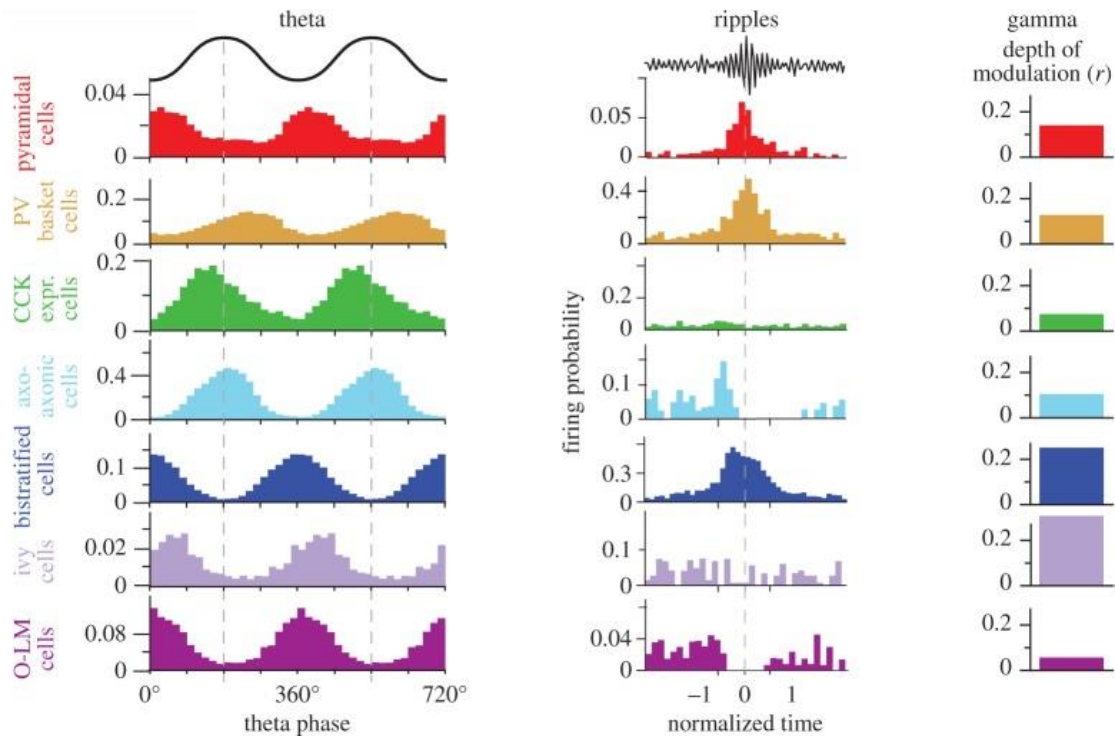 theta
ripples
gamma
depth of
modulation (r)
pyramidal
cells
0.04
0
0.05
0
0.2
0
PV
basket
cells
0.2
0
0.4
0
0.2
0
CCK
expr.
cells
0.2
0
0.2
0
0.2
0
axo-
axonic
cells
0.4
0
0.1
0
0.2
0
bistratified
cells
0.1
0
0.3
0
0.2
0
ivy
cells
0.02
0
0.1
0
0.2
0
O-LM
cells
0.08
0
0.04
0
0.2
0
firing probability
0° 360° 720°
theta phase
–1 0 1
normalized time